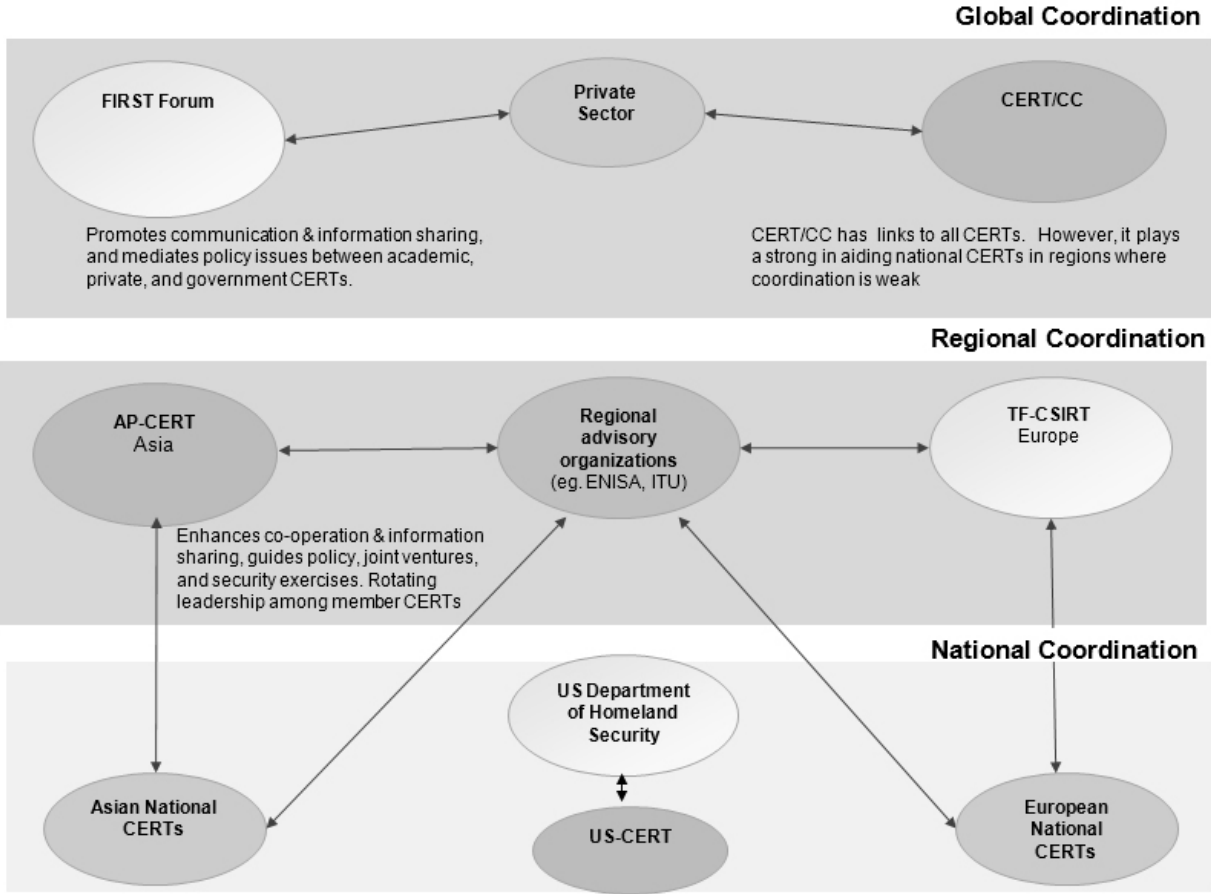 Global Coordination
FIRST Forum
Private
Sector
CERT/CC
Promotes communication & information sharing,
and mediates policy issues between academic,
private, and government CERTs.
CERT/CC has links to all CERTs. However, it plays
a strong in aiding national CERTs in regions where
coordination is weak
Regional Coordination
AP-CERT
Asia
Regional
advisory
organizations
(eg. ENISA, ITU)
TF-CSIRT
Europe
Enhances co-operation & information
sharing, guides policy, joint ventures,
and security exercises. Rotating
leadership among member CERTs
National Coordination
US Department
of Homeland
Security
Asian National
CERTs
US-CERT
European
National
CERTs